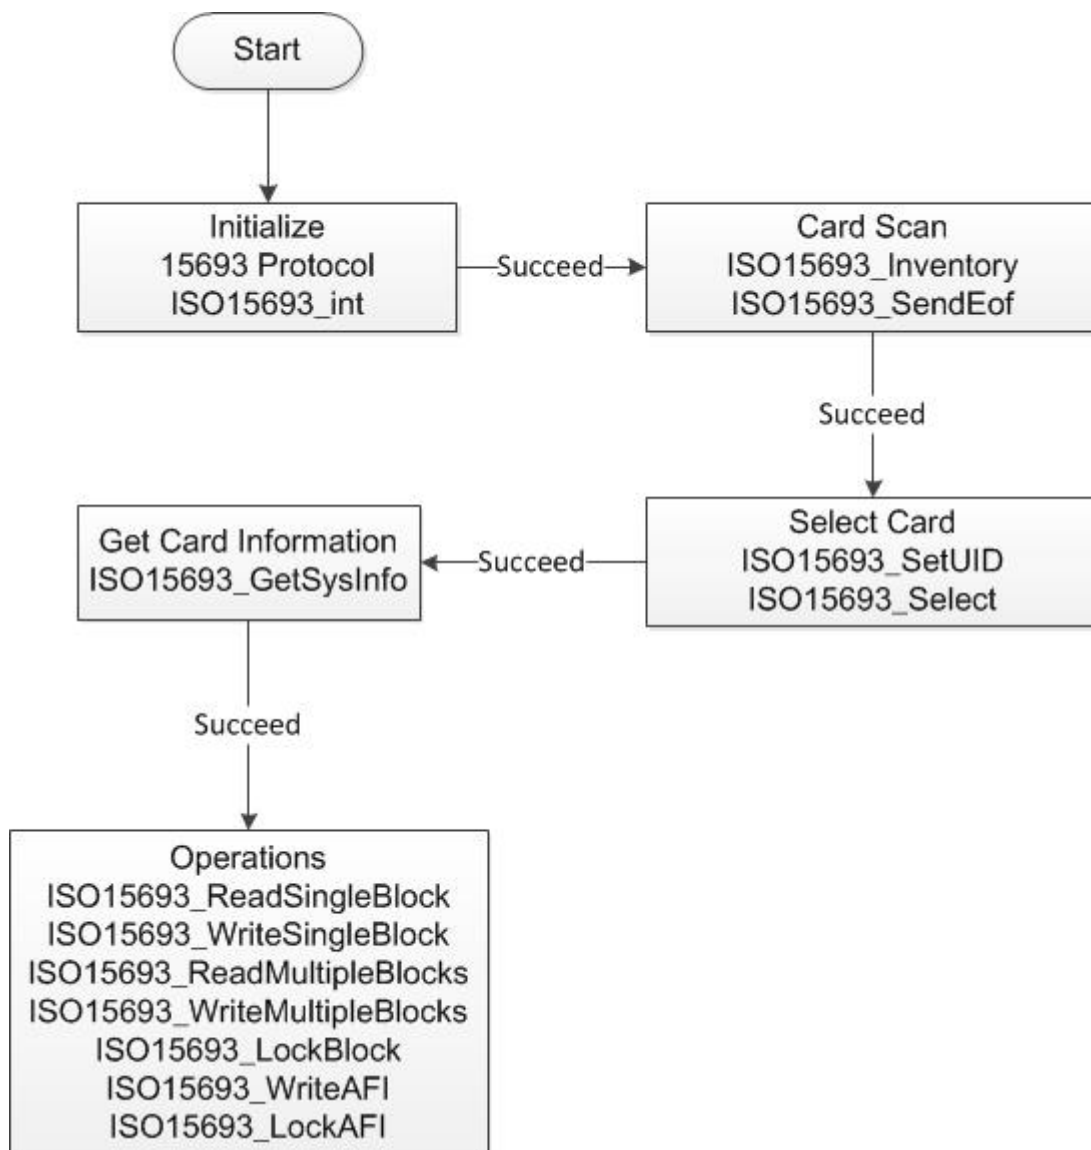 Start
Initialize
15693 Protocol
ISO15693_int
Succeed
Card Scan
ISO15693_Inventory
ISO15693_SendEof
Succeed
Select Card
ISO15693_SetUID
ISO15693_Select
Succeed
Get Card Information
ISO15693_GetSysInfo
Succeed
Operations
ISO15693_ReadSingleBlock
ISO15693_WriteSingleBlock
ISO15693_ReadMultipleBlocks
ISO15693_WriteMultipleBlocks
ISO15693_LockBlock
ISO15693_WriteAFI
ISO15693_LockAFI